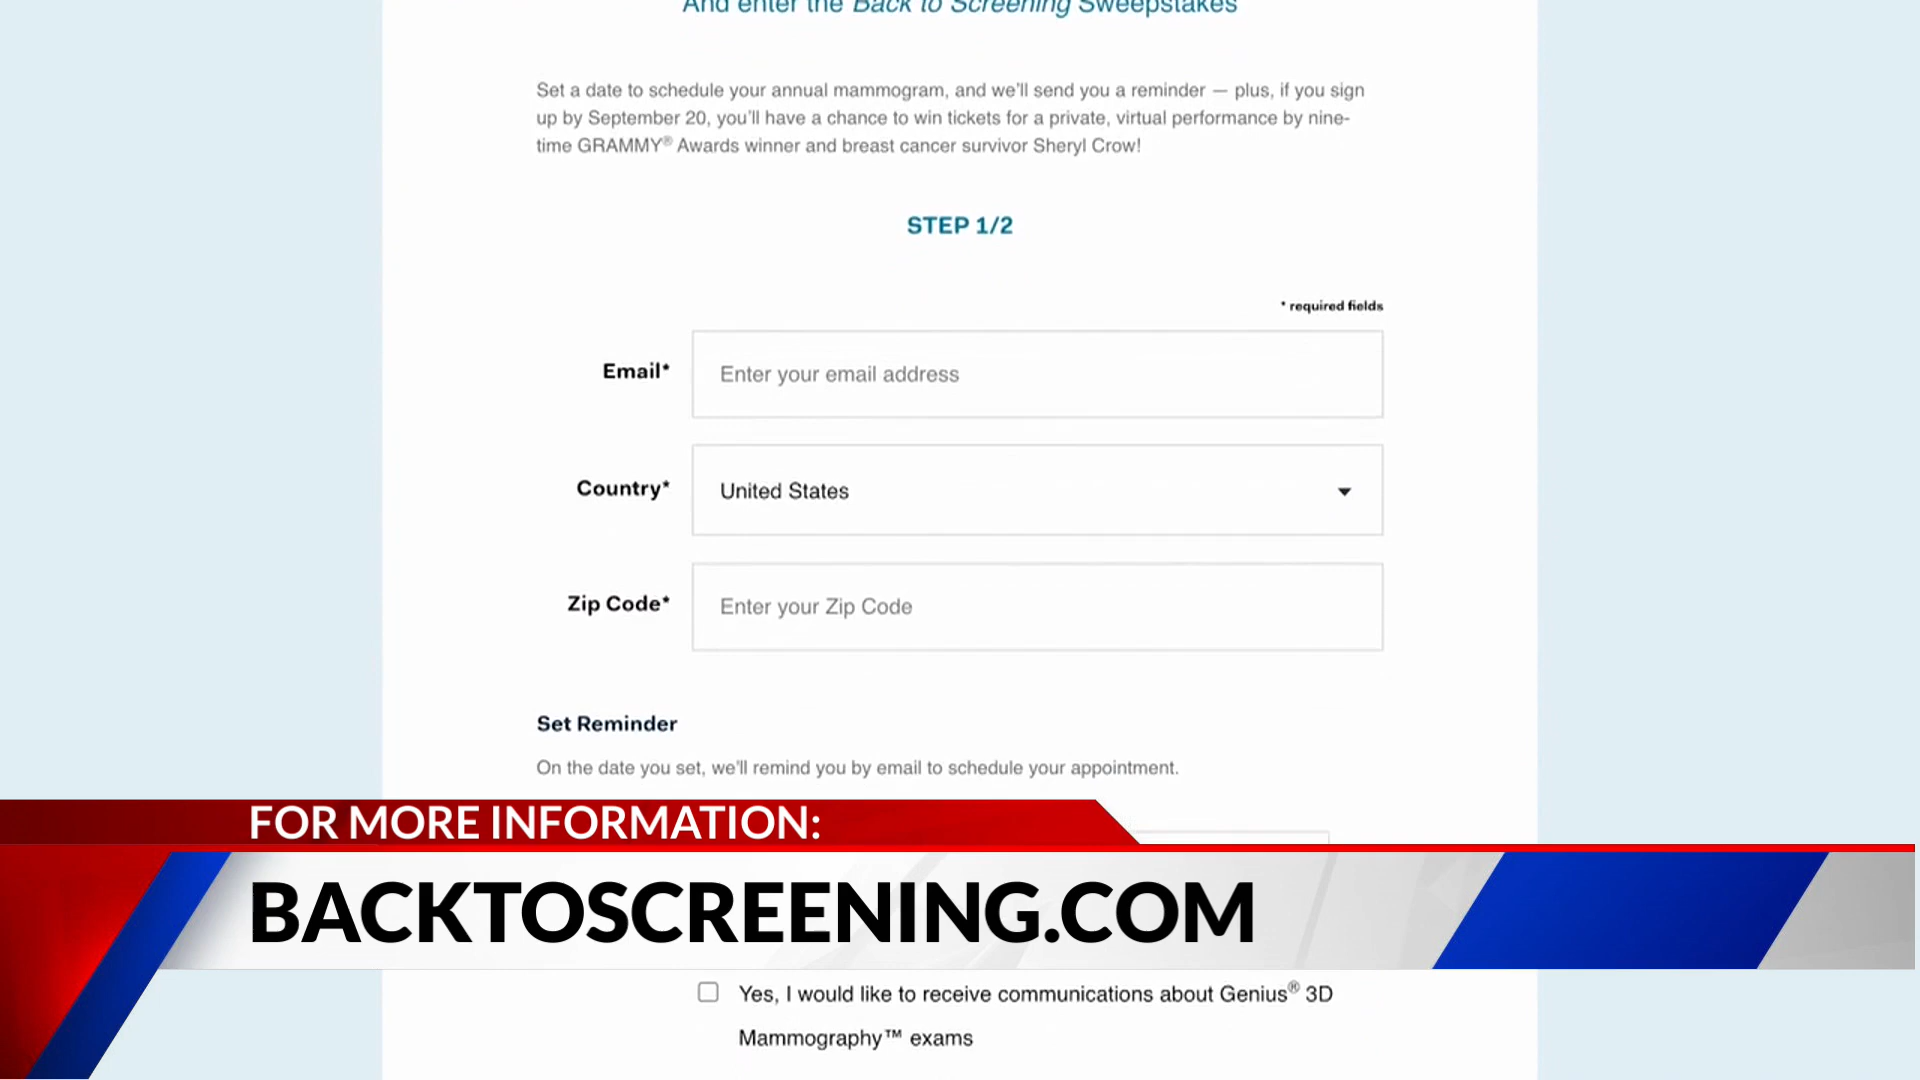 And enter the Back to Screening Sweepstakes
Set a date to schedule your annual mammogram, and we'll send you a reminder — plus, if you sign
up by September 20, you'll have a chance to win tickets for a private, virtual performance by nine-
time GRAMMY® Awards winner and breast cancer survivor Sheryl Crow!
STEP 1/2
* required fields
Email*
Enter your email address
Country*
United States
Zip Code*
Enter your Zip Code
Set Reminder
On the date you set, we'll remind you by email to schedule your appointment.
FOR MORE INFORMATION:
BACKTOSCREENING.COM
Yes, I would like to receive communications about Genius® 3D
Mammography™ exams